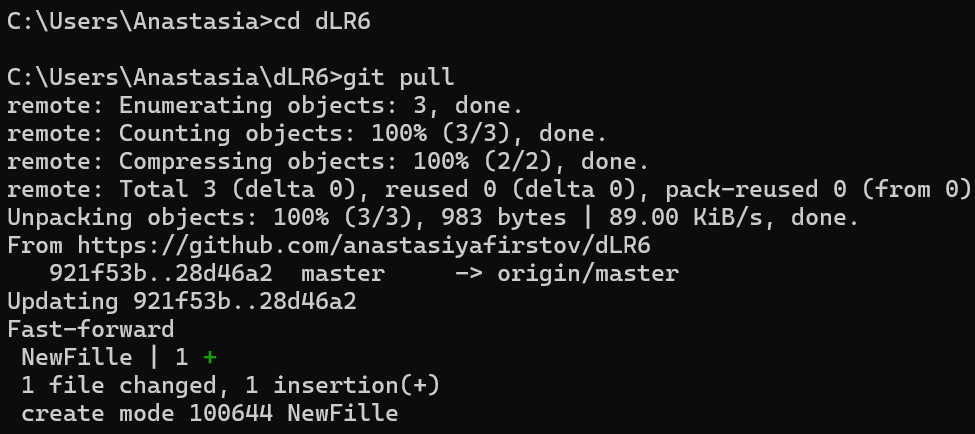 C:\Users\Anastasia>cd dLR6
C:\Users\Anastasia\dLR6>git pull
remote: Enumerating objects: 3, done.
remote: Counting objects: 100% (3/3), done.
remote: Compressing objects: 100% (2/2), done.
remote: Total 3 (delta 0), reused 0 (delta 0), pack-reused 0 (from 0)
Unpacking objects: 100% (3/3), 983 bytes | 89.00 KiB/s, done.
From https://github.com/anastasiyafirstov/dLR6
   921f53b..28d46a2  master     -> origin/master
Updating 921f53b..28d46a2
Fast-forward
 NewFille | 1 +
 1 file changed, 1 insertion(+)
 create mode 100644 NewFille